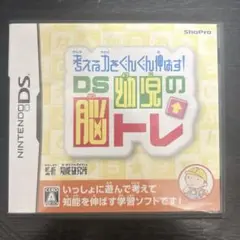 ShoPro
考える力をぐんぐん伸ばす!
DS幼児の
脳トレ
NINTENDO DS
いっしょに遊んで考えて
知能を伸ばす学習ソフトです!
A